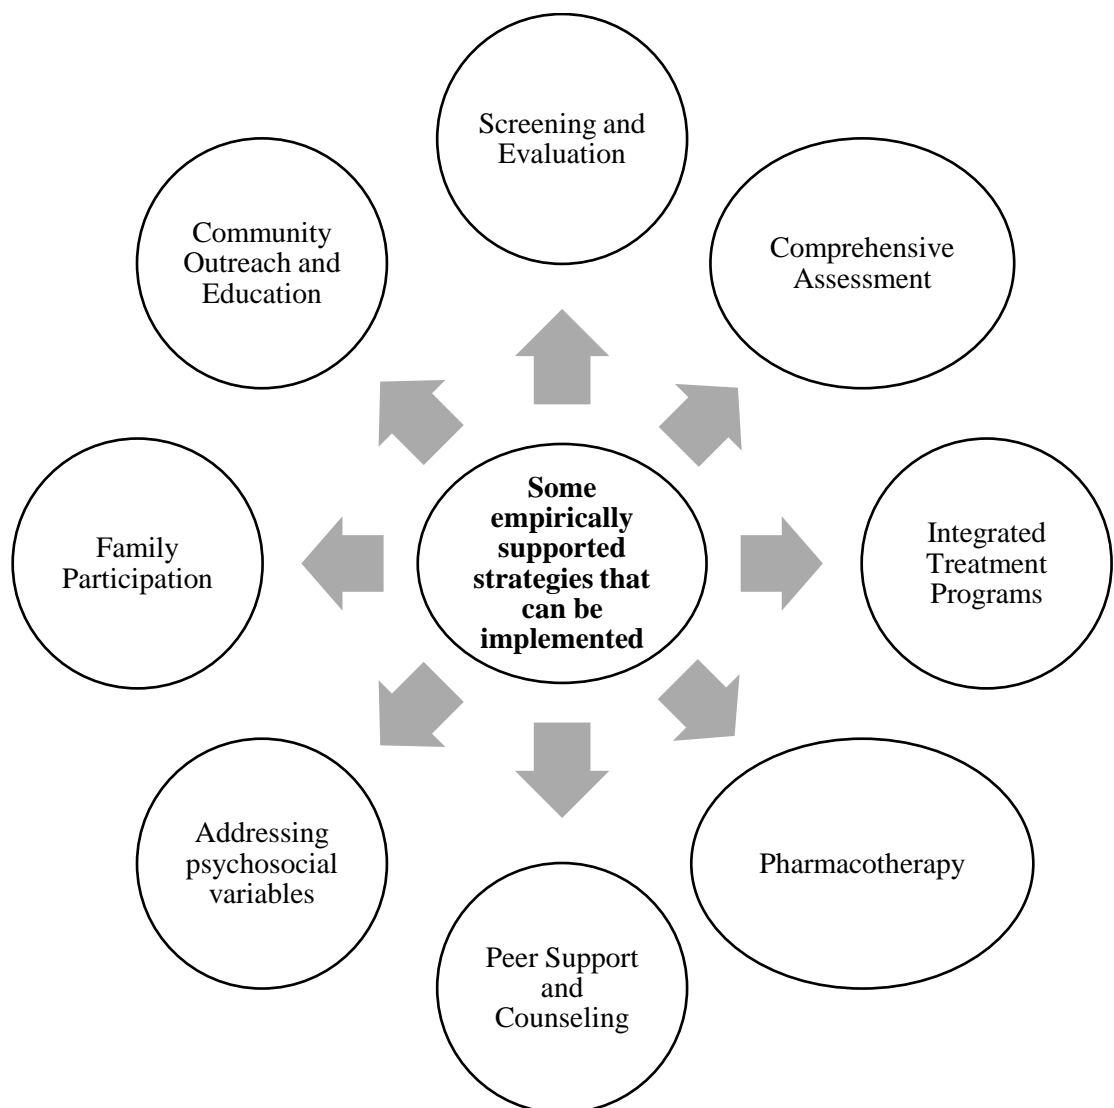 Screening and
Evaluation
Comprehensive
Assessment
Integrated
Treatment
Programs
Pharmacotherapy
Peer Support
and
Counseling
Addressing
psychosocial
variables
Family
Participation
Community
Outreach and
Education
Some
empirically
supported
strategies that
can be
implemented